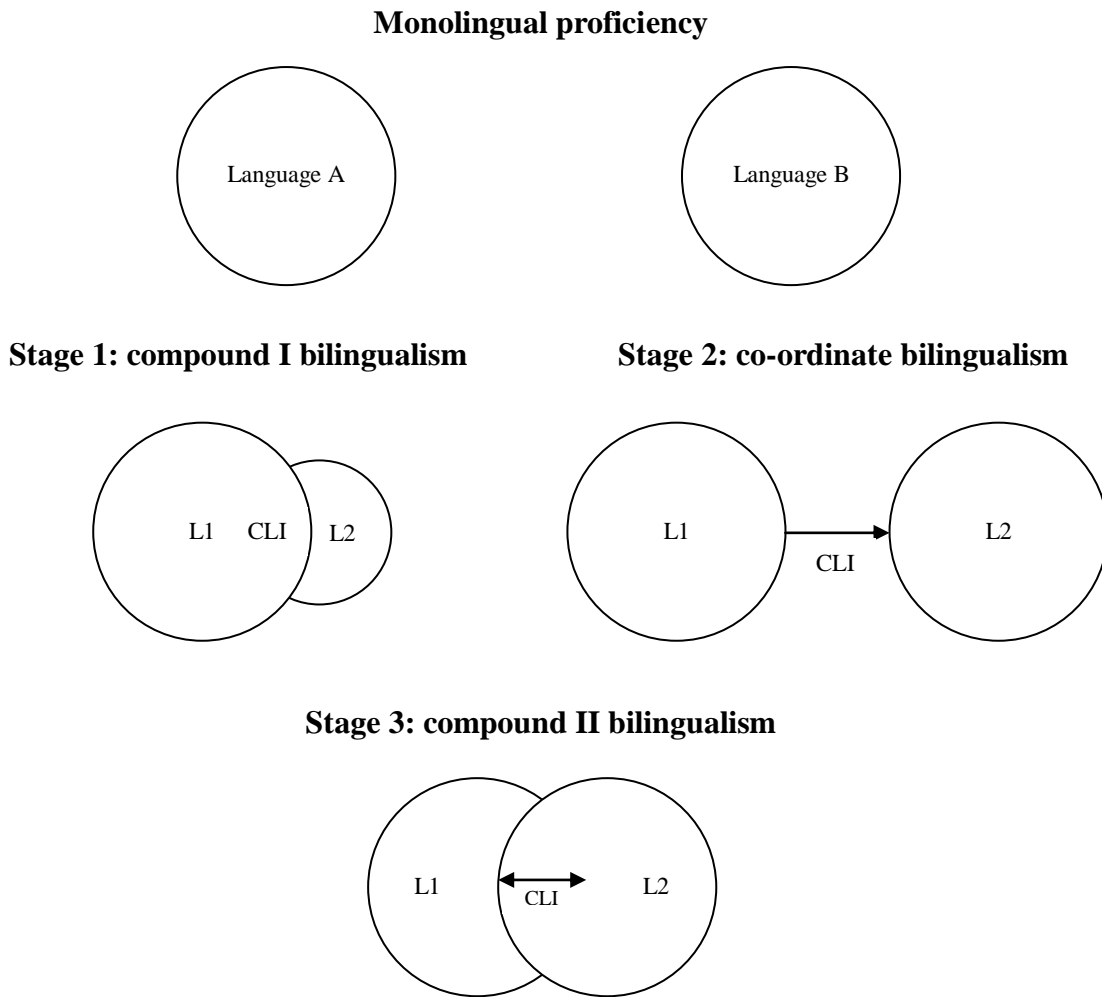 Monolingual proficiency
Language A
Language B
Stage 1: compound I bilingualism
Stage 2: co-ordinate bilingualism
L1
CLI
L2
L1
CLI
L2
Stage 3: compound II bilingualism
L1
CLI
L2